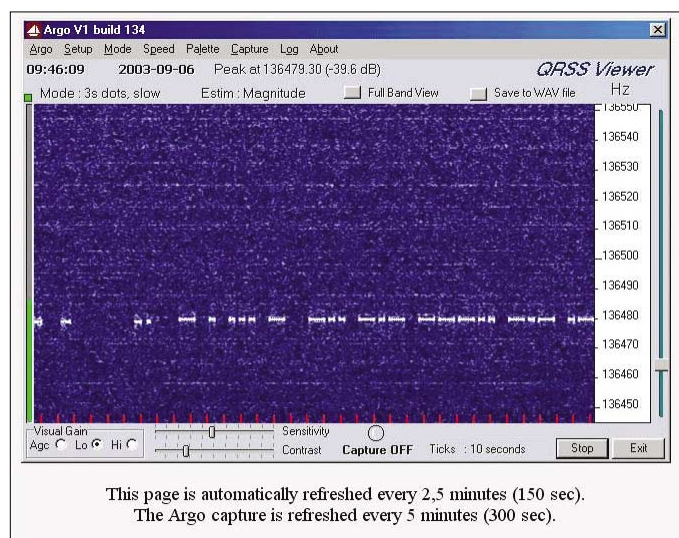 Argo V1 build 134
Argo Setup Mode Speed Palette Capture Log About
09:46:09 2003-09-06 Peak at 136479.30 (-39.6 dB) QRSS Viewer
Mode : 3s dots, slow Estim : Magnitude Full Band View Save to WAV file Hz
136550
136540
136530
136520
136510
136500
136490
136480
136470
136460
136450
Visual Gain
Agc Lo Hi
Sensitivity
Contrast
Capture OFF Ticks : 10 seconds Stop Exit
This page is automatically refreshed every 2,5 minutes (150 sec).
The Argo capture is refreshed every 5 minutes (300 sec).